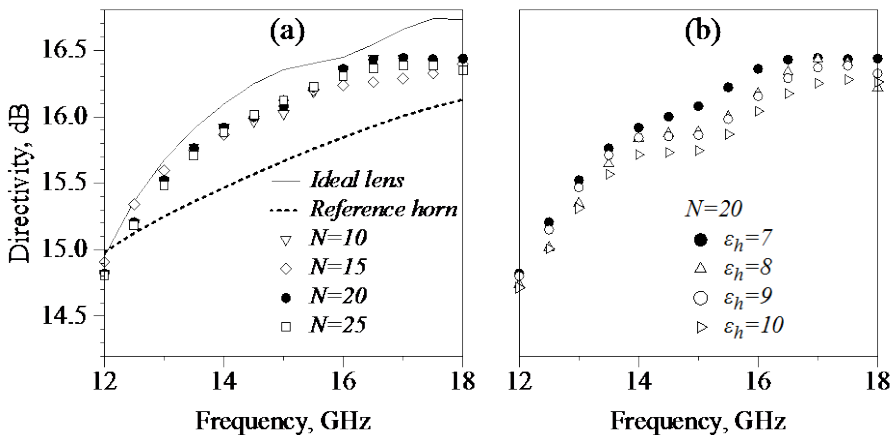 (a)
(b)
Directivity, dB
16.5
16.0
15.5
15.0
14.5
Ideal lens
Reference horn
N=10
N=15
N=20
N=25
N=20
εh=7
εh=8
εh=9
εh=10
12 14 16 18
12 14 16 18
Frequency, GHz
Frequency, GHz